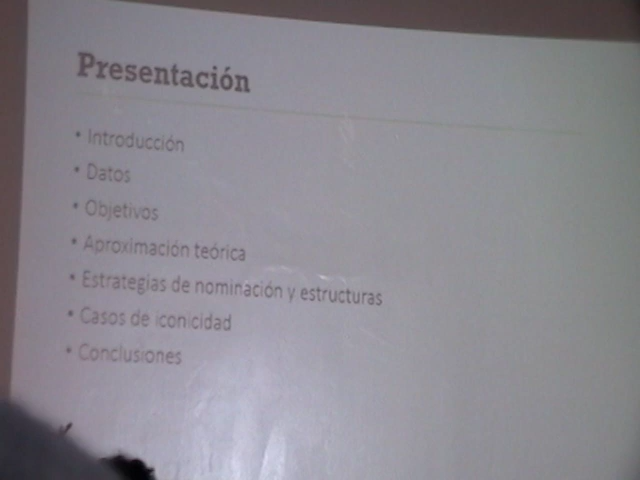 Presentación
• Introducción
• Datos
• Objetivos
• Aproximación teórica
• Estrategias de nominación y estructuras
• Casos de iconicidad
• Conclusiones